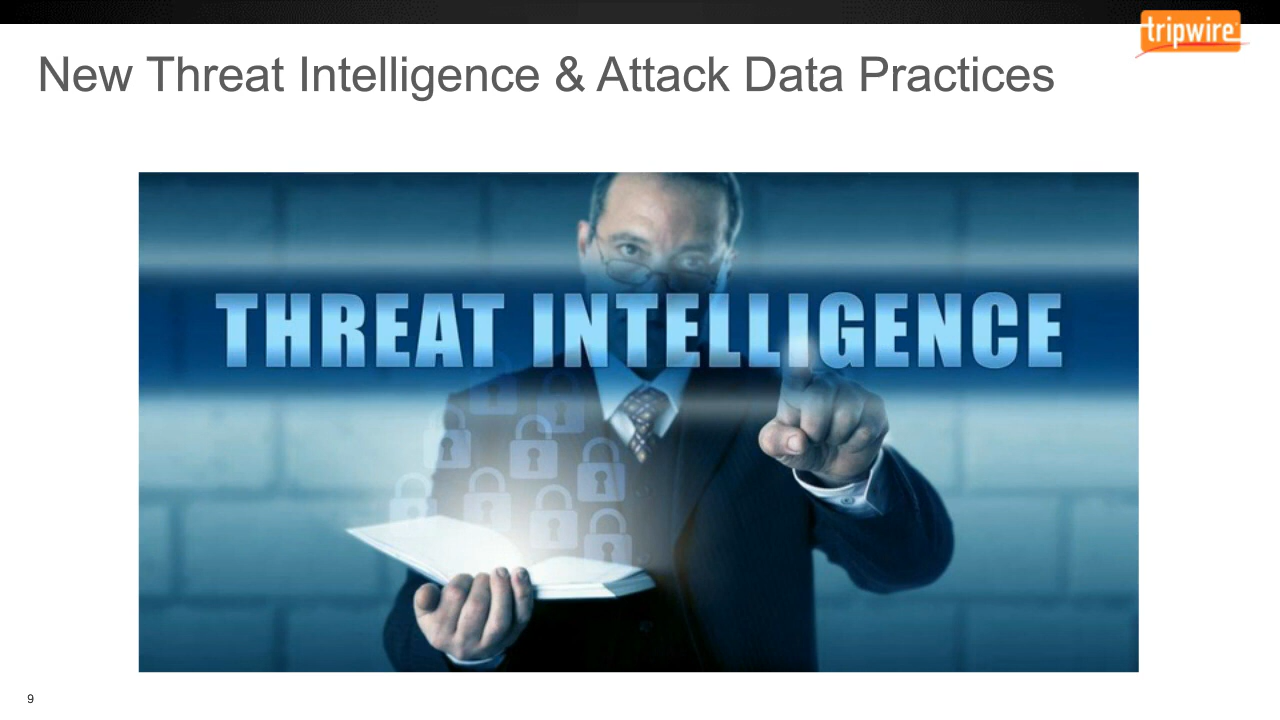 tripwire
New Threat Intelligence & Attack Data Practices
THREAT INTELLIGENCE
9